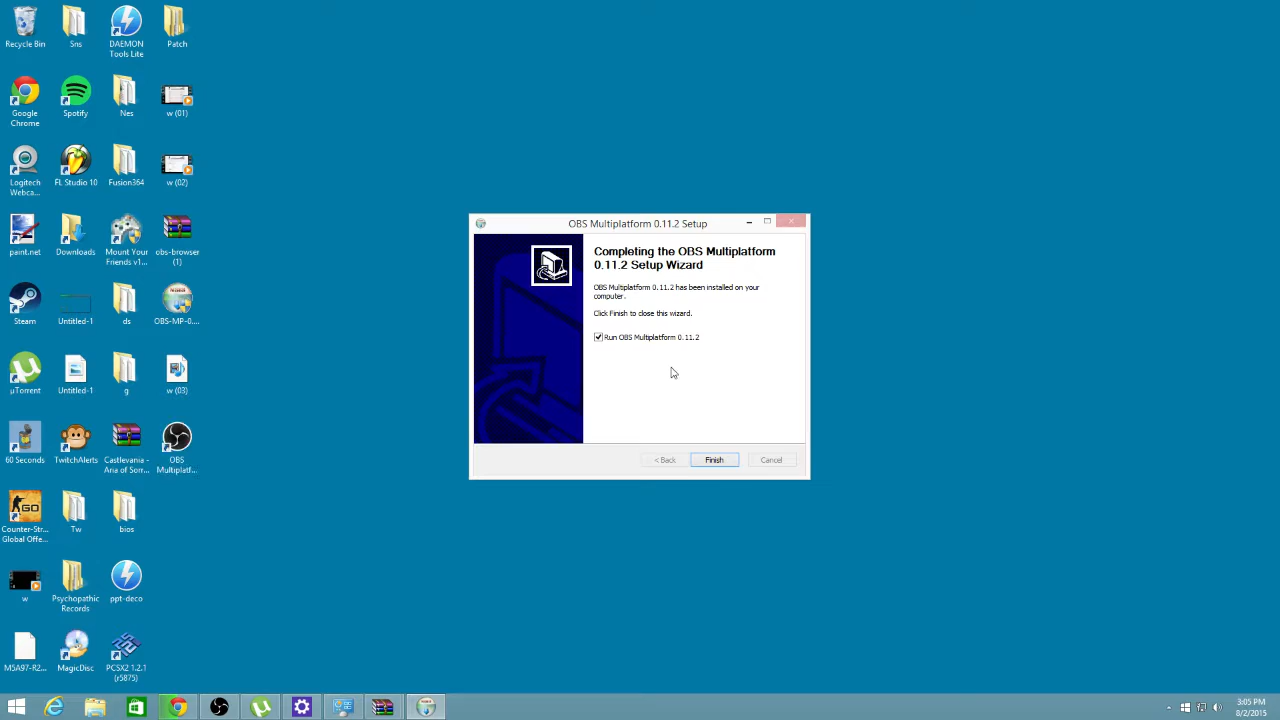 Recycle Bin
Sns
DAEMON
Tools Lite
Patch
Google
Chrome
Spotify
Nes
w (01)
Logitech
Webca...
FL Studio 10
Fusion364
w (02)
paint.net
Downloads
Mount Your
Friends v1...
obs-browser
(1)
Steam
Untitled-1
ds
OBS-MP-0....
µTorrent
Untitled-1
g
w (03)
60 Seconds
TwitchAlerts
Castlevania -
Aria of Sorr...
OBS
Multiplatf...
Counter-Str...
Global Offe...
GO
Tw
bios
w
Psychopathic
Records
ppt-deco
M5A97-R2...
MagicDisc
PCSX2 1.2.1
(r5875)
OBS Multiplatform 0.11.2 Setup
Completing the OBS Multiplatform
0.11.2 Setup Wizard
OBS Multiplatform 0.11.2 has been installed on your
computer.
Click Finish to close this wizard.
Run OBS Multiplatform 0.11.2
< Back
Finish
Cancel
3:05 PM
8/2/2015